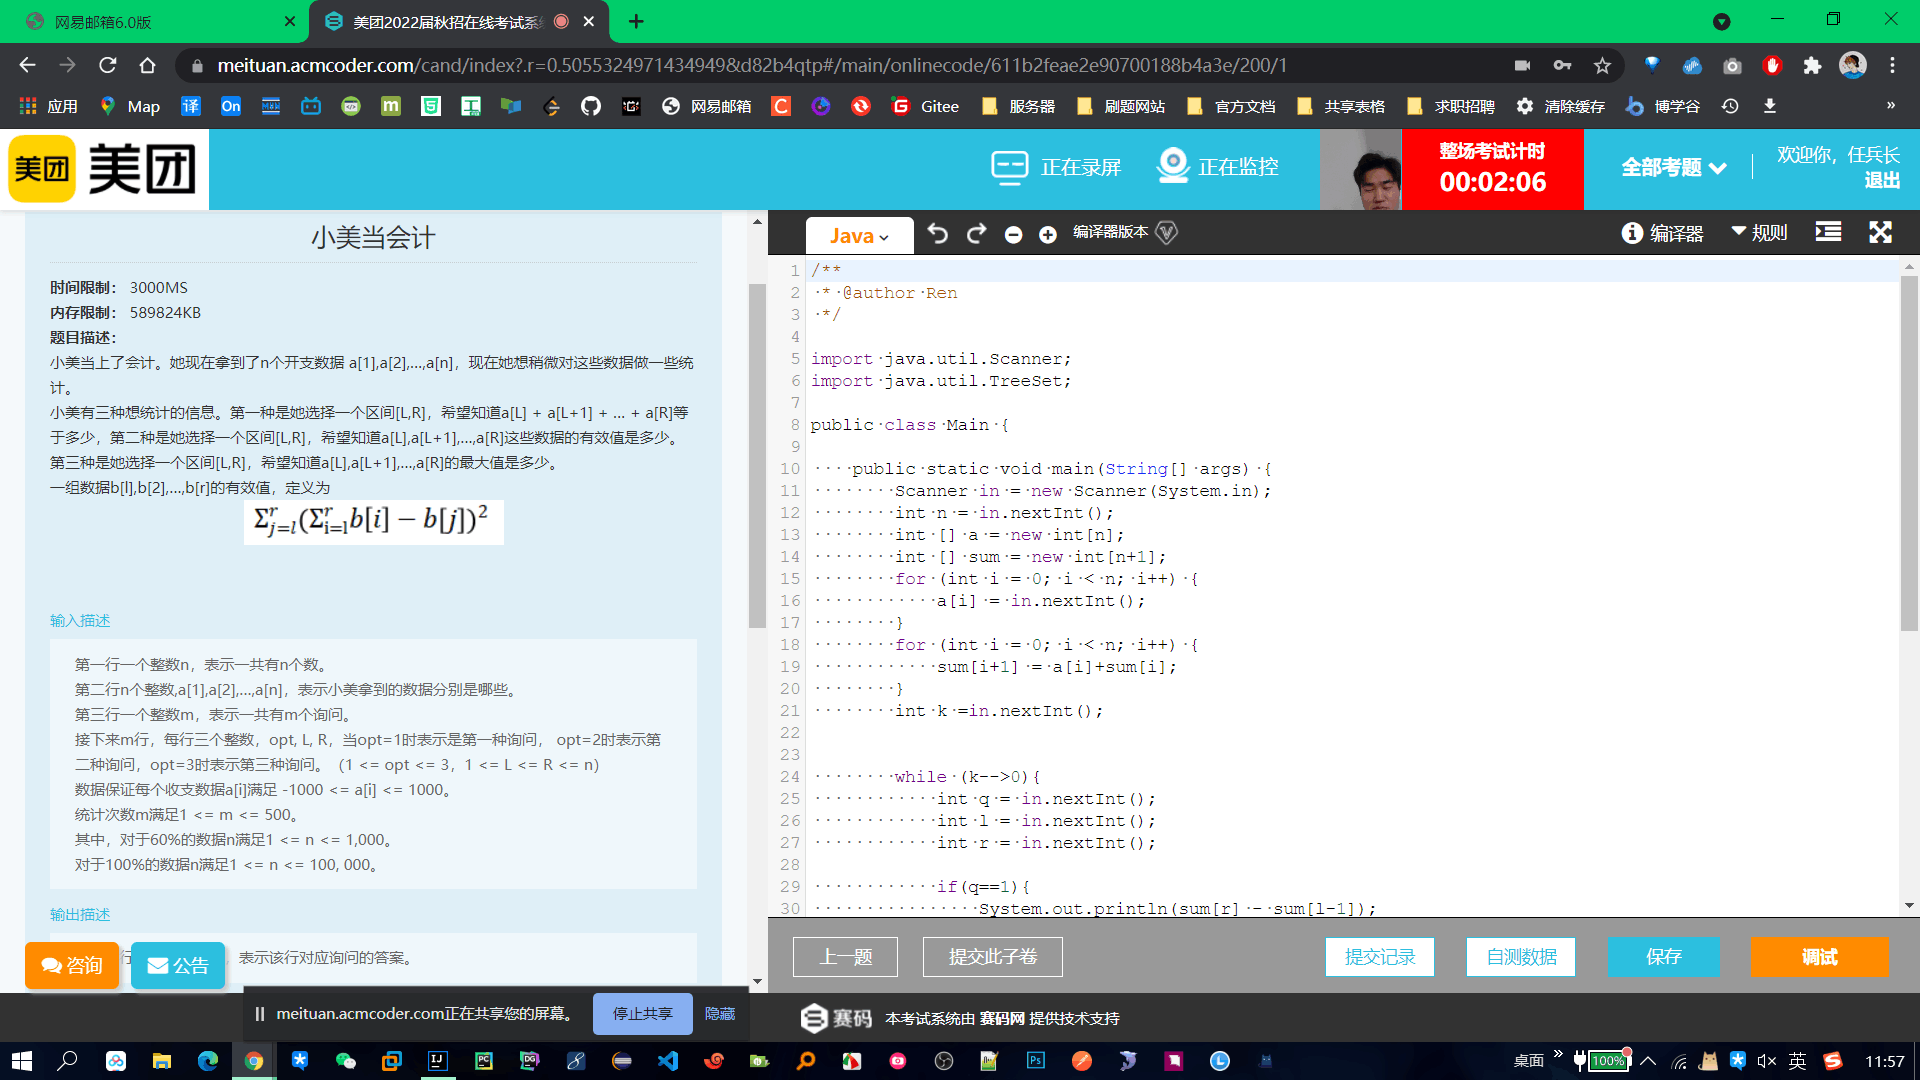 网易邮箱6.0版
美团2022届秋招在线考试系统
meituan.acmcoder.com/cand/index?.r=0.5055324971434949&d82b4qtp#/main/onlinecode/611b2feae2e90700188b4a3e/200/1
应用 Map 译 On 网易邮箱 Gitee 服务器 刷题网站 官方文档 共享表格 求职招聘 清除缓存 博学谷 »
美团 美团
正在录屏 正在监控
整场考试计时
00:02:06
全部考题
欢迎你，任兵长
退出
小美当会计
时间限制： 3000MS
内存限制： 589824KB
题目描述：
小美当上了会计。她现在拿到了n个开支数据 a[1],a[2],...,a[n]，现在她想稍微对这些数据做一些统
计。
小美有三种想统计的信息。第一种是她选择一个区间[L,R]，希望知道a[L] + a[L+1] + ... + a[R]等
于多少，第二种是她选择一个区间[L,R]，希望知道a[L],a[L+1],...,a[R]这些数据的有效值是多少。
第三种是她选择一个区间[L,R]，希望知道a[L],a[L+1],...,a[R]的最大值是多少。
一组数据b[l],b[2],...,b[r]的有效值，定义为
Σ_{j=l}^{r}(Σ_{i=l}^{r}b[i] − b[j])^2
输入描述
第一行一个整数n，表示一共有n个数。
第二行n个整数,a[1],a[2],...,a[n]，表示小美拿到的数据分别是哪些。
第三行一个整数m，表示一共有m个询问。
接下来m行，每行三个整数，opt, L, R，当opt=1时表示是第一种询问， opt=2时表示第
二种询问，opt=3时表示第三种询问。（1 <= opt <= 3，1 <= L <= R <= n）
数据保证每个收支数据a[i]满足 -1000 <= a[i] <= 1000。
统计次数m满足1 <= m <= 500。
其中，对于60%的数据n满足1 <= n <= 1,000。
对于100%的数据n满足1 <= n <= 100, 000。
输出描述
行
表示该行对应询问的答案。
咨询 公告
Java
编译器版本
编译器 规则
1 /**
2 * @author Ren
3 */
4
5 import java.util.Scanner;
6 import java.util.TreeSet;
7
8 public class Main {
9
10 public static void main(String[] args) {
11 Scanner in = new Scanner(System.in);
12 int n = in.nextInt();
13 int [] a = new int[n];
14 int [] sum = new int[n+1];
15 for (int i = 0; i < n; i++) {
16 a[i] = in.nextInt();
17 }
18 for (int i = 0; i < n; i++) {
19 sum[i+1] = a[i]+sum[i];
20 }
21 int k =in.nextInt();
22
23
24 while (k-->0){
25 int q = in.nextInt();
26 int l = in.nextInt();
27 int r = in.nextInt();
28
29 if(q==1){
30 System.out.println(sum[r] - sum[l-1]);
上一题 提交此子卷 提交记录 自测数据 保存 调试
meituan.acmcoder.com正在共享您的屏幕。 停止共享 隐藏
赛码 本考试系统由 赛码网 提供技术支持
桌面 » 100% 英 11:57